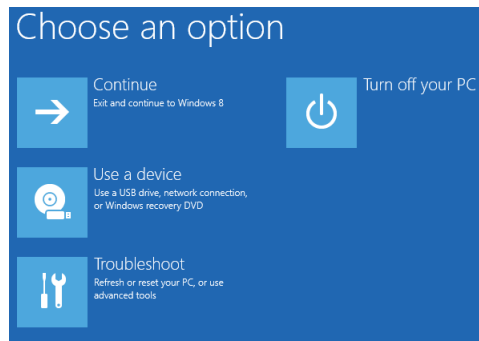 Choose an option
Continue
Exit and continue to Windows 8
Turn off your PC
Use a device
Use a USB drive, network connection,
or Windows recovery DVD
Troubleshoot
Refresh or reset your PC, or use
advanced tools